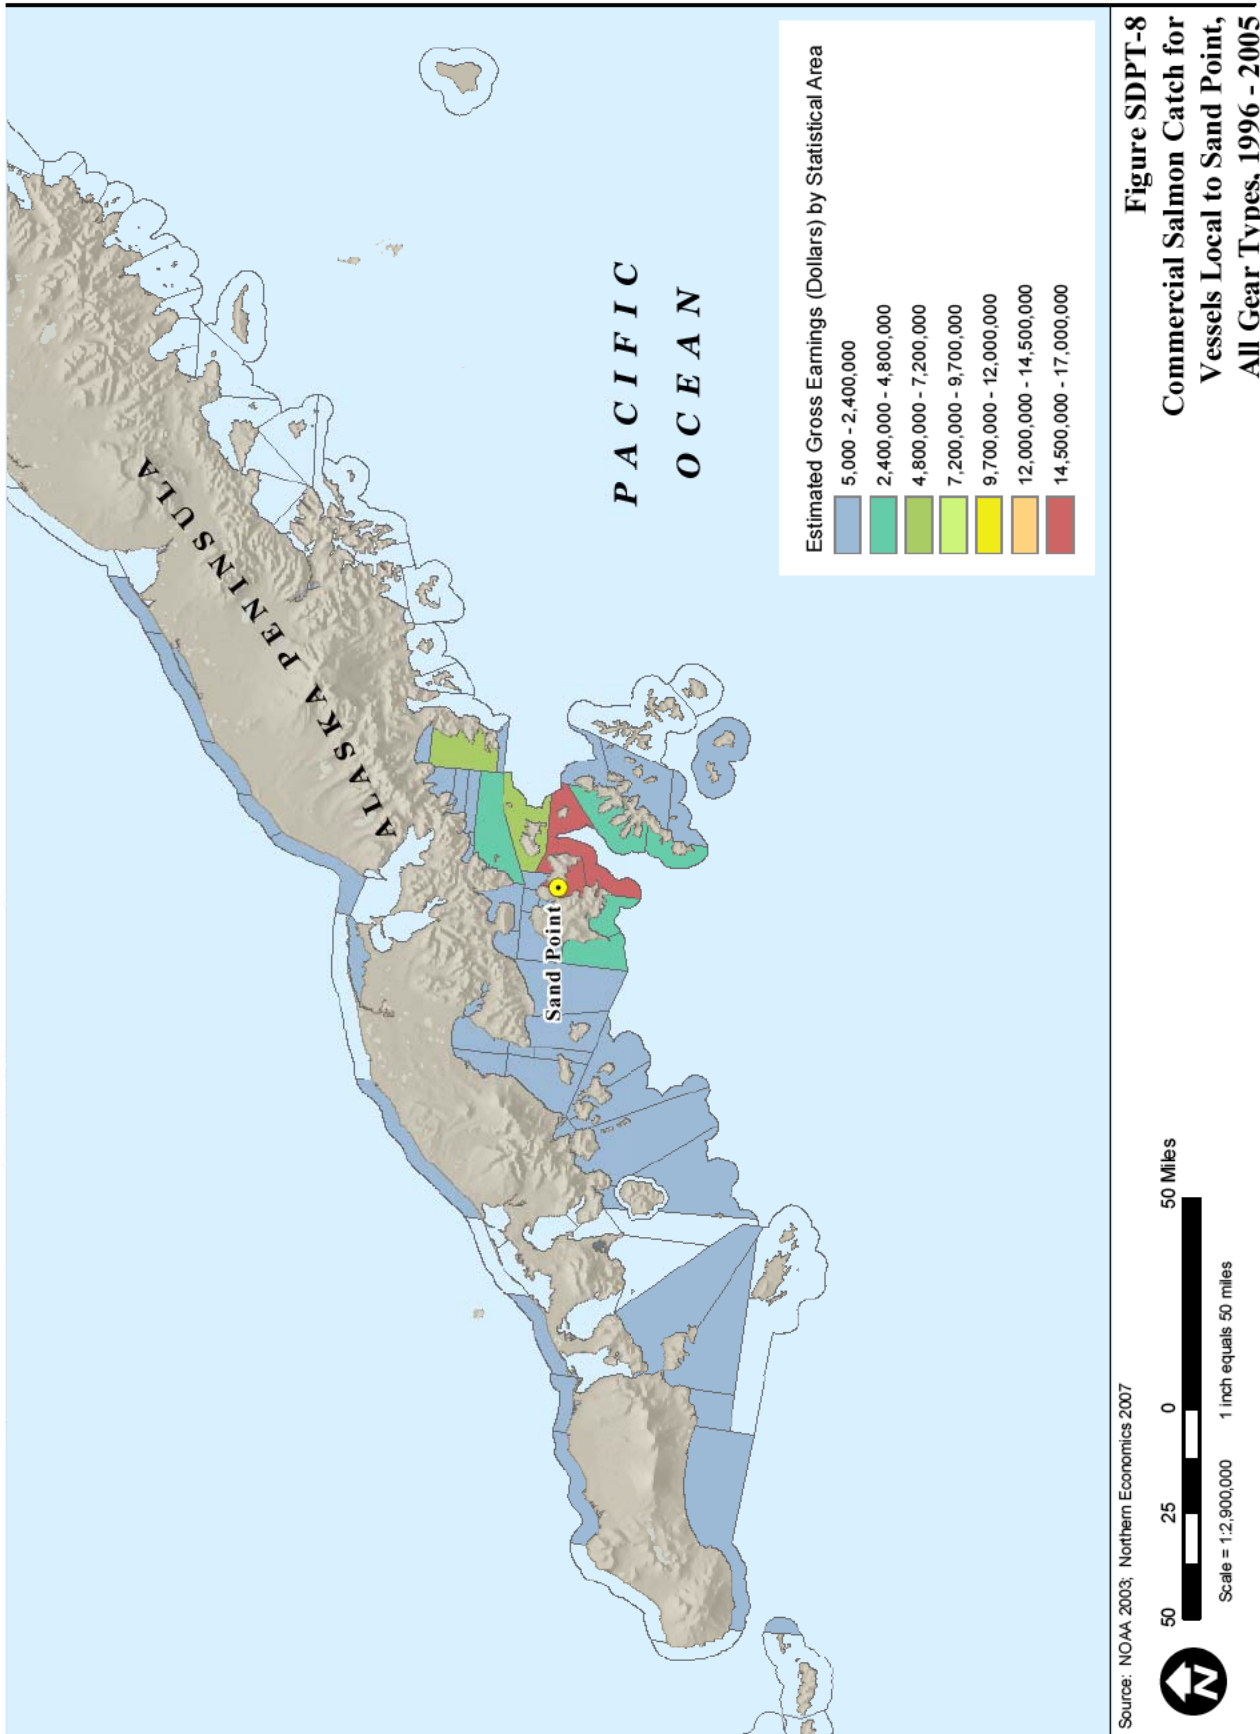 ALASKA PENINSULA
PACIFIC
OCEAN
Sand Point
Estimated Gross Earnings (Dollars) by Statistical Area
5,000 - 2,400,000
2,400,000 - 4,800,000
4,800,000 - 7,200,000
7,200,000 - 9,700,000
9,700,000 - 12,000,000
12,000,000 - 14,500,000
14,500,000 - 17,000,000
Source: NOAA 2003; Northern Economics 2007
50 25 0 50 Miles
Scale = 1:2,900,000 1 inch equals 50 miles
N
Figure SDPT-8
Commercial Salmon Catch for
Vessels Local to Sand Point,
All Gear Types, 1996 - 2005